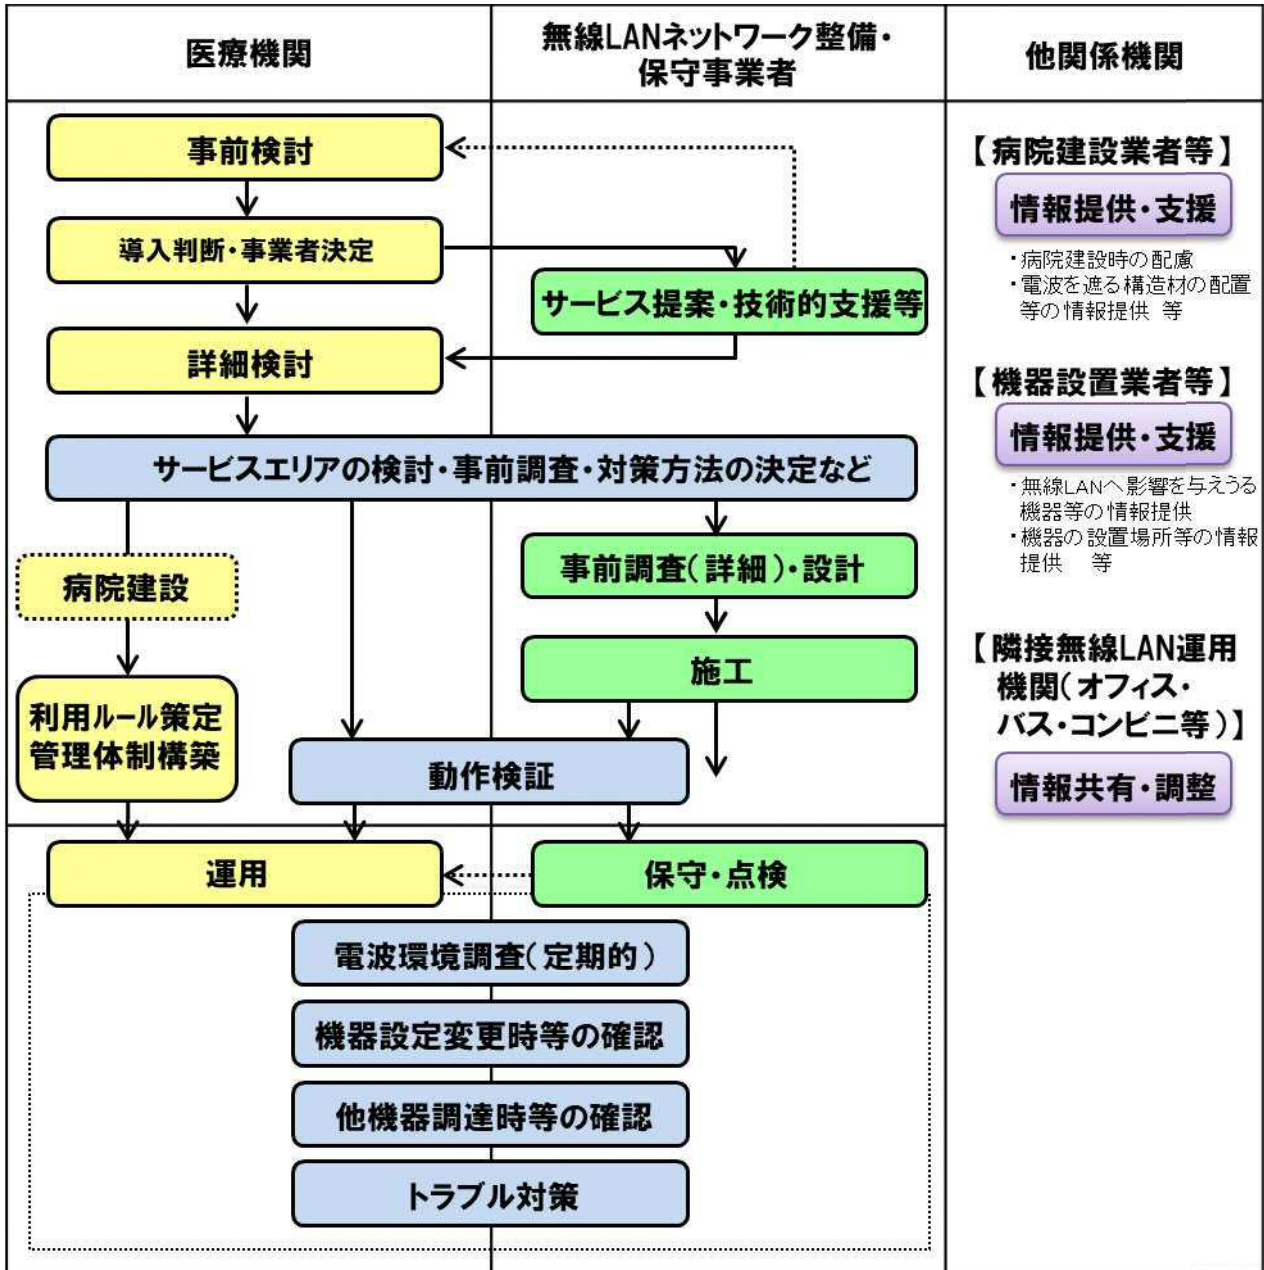 医療機関
無線LANネットワーク整備・
保守事業者
他関係機関
事前検討
導入判断・事業者決定
サービス提案・技術的支援等
詳細検討
サービスエリアの検討・事前調査・対策方法の決定など
病院建設
事前調査(詳細)・設計
施工
利用ルール策定
管理体制構築
動作検証
運用
保守・点検
電波環境調査(定期的)
機器設定変更時等の確認
他機器調達時等の確認
トラブル対策
【病院建設業者等】
情報提供・支援
・病院建設時の配慮
・電波を遮る構造材の配置
等の情報提供 等
【機器設置業者等】
情報提供・支援
・無線LANへ影響を与えうる
機器等の情報提供
・機器の設置場所等の情報
提供 等
【隣接無線LAN運用
機関(オフィス・
バス・コンビニ等)】
情報共有・調整